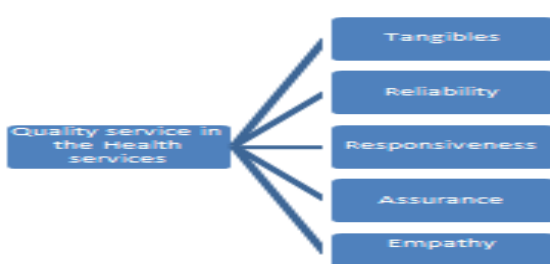 Tangibles
Reliability
Quality service in
the Health
services
Responsiveness
Assurance
Empathy